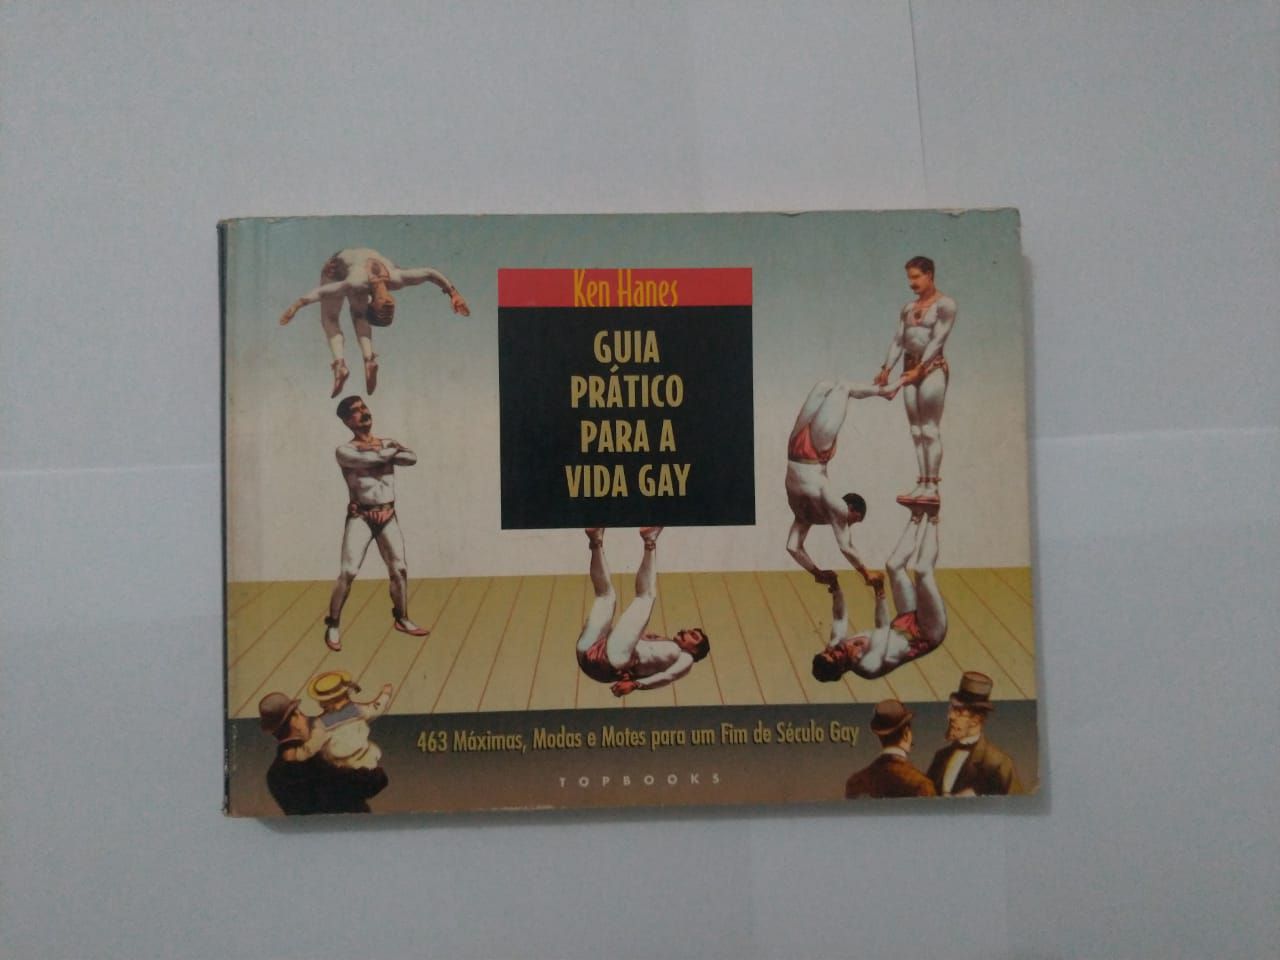 Ken Hanes
GUIA
PRÁTICO
PARA A
VIDA GAY
463 Máximas, Modas e Motes para um Fim de Século Gay
TOPBOOKS